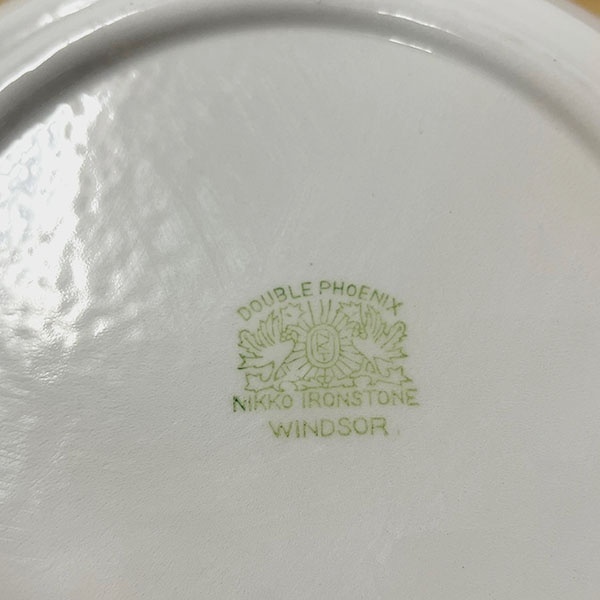 DOUBLE PHOENIX
NIKKO IRONSTONE
WINDSOR